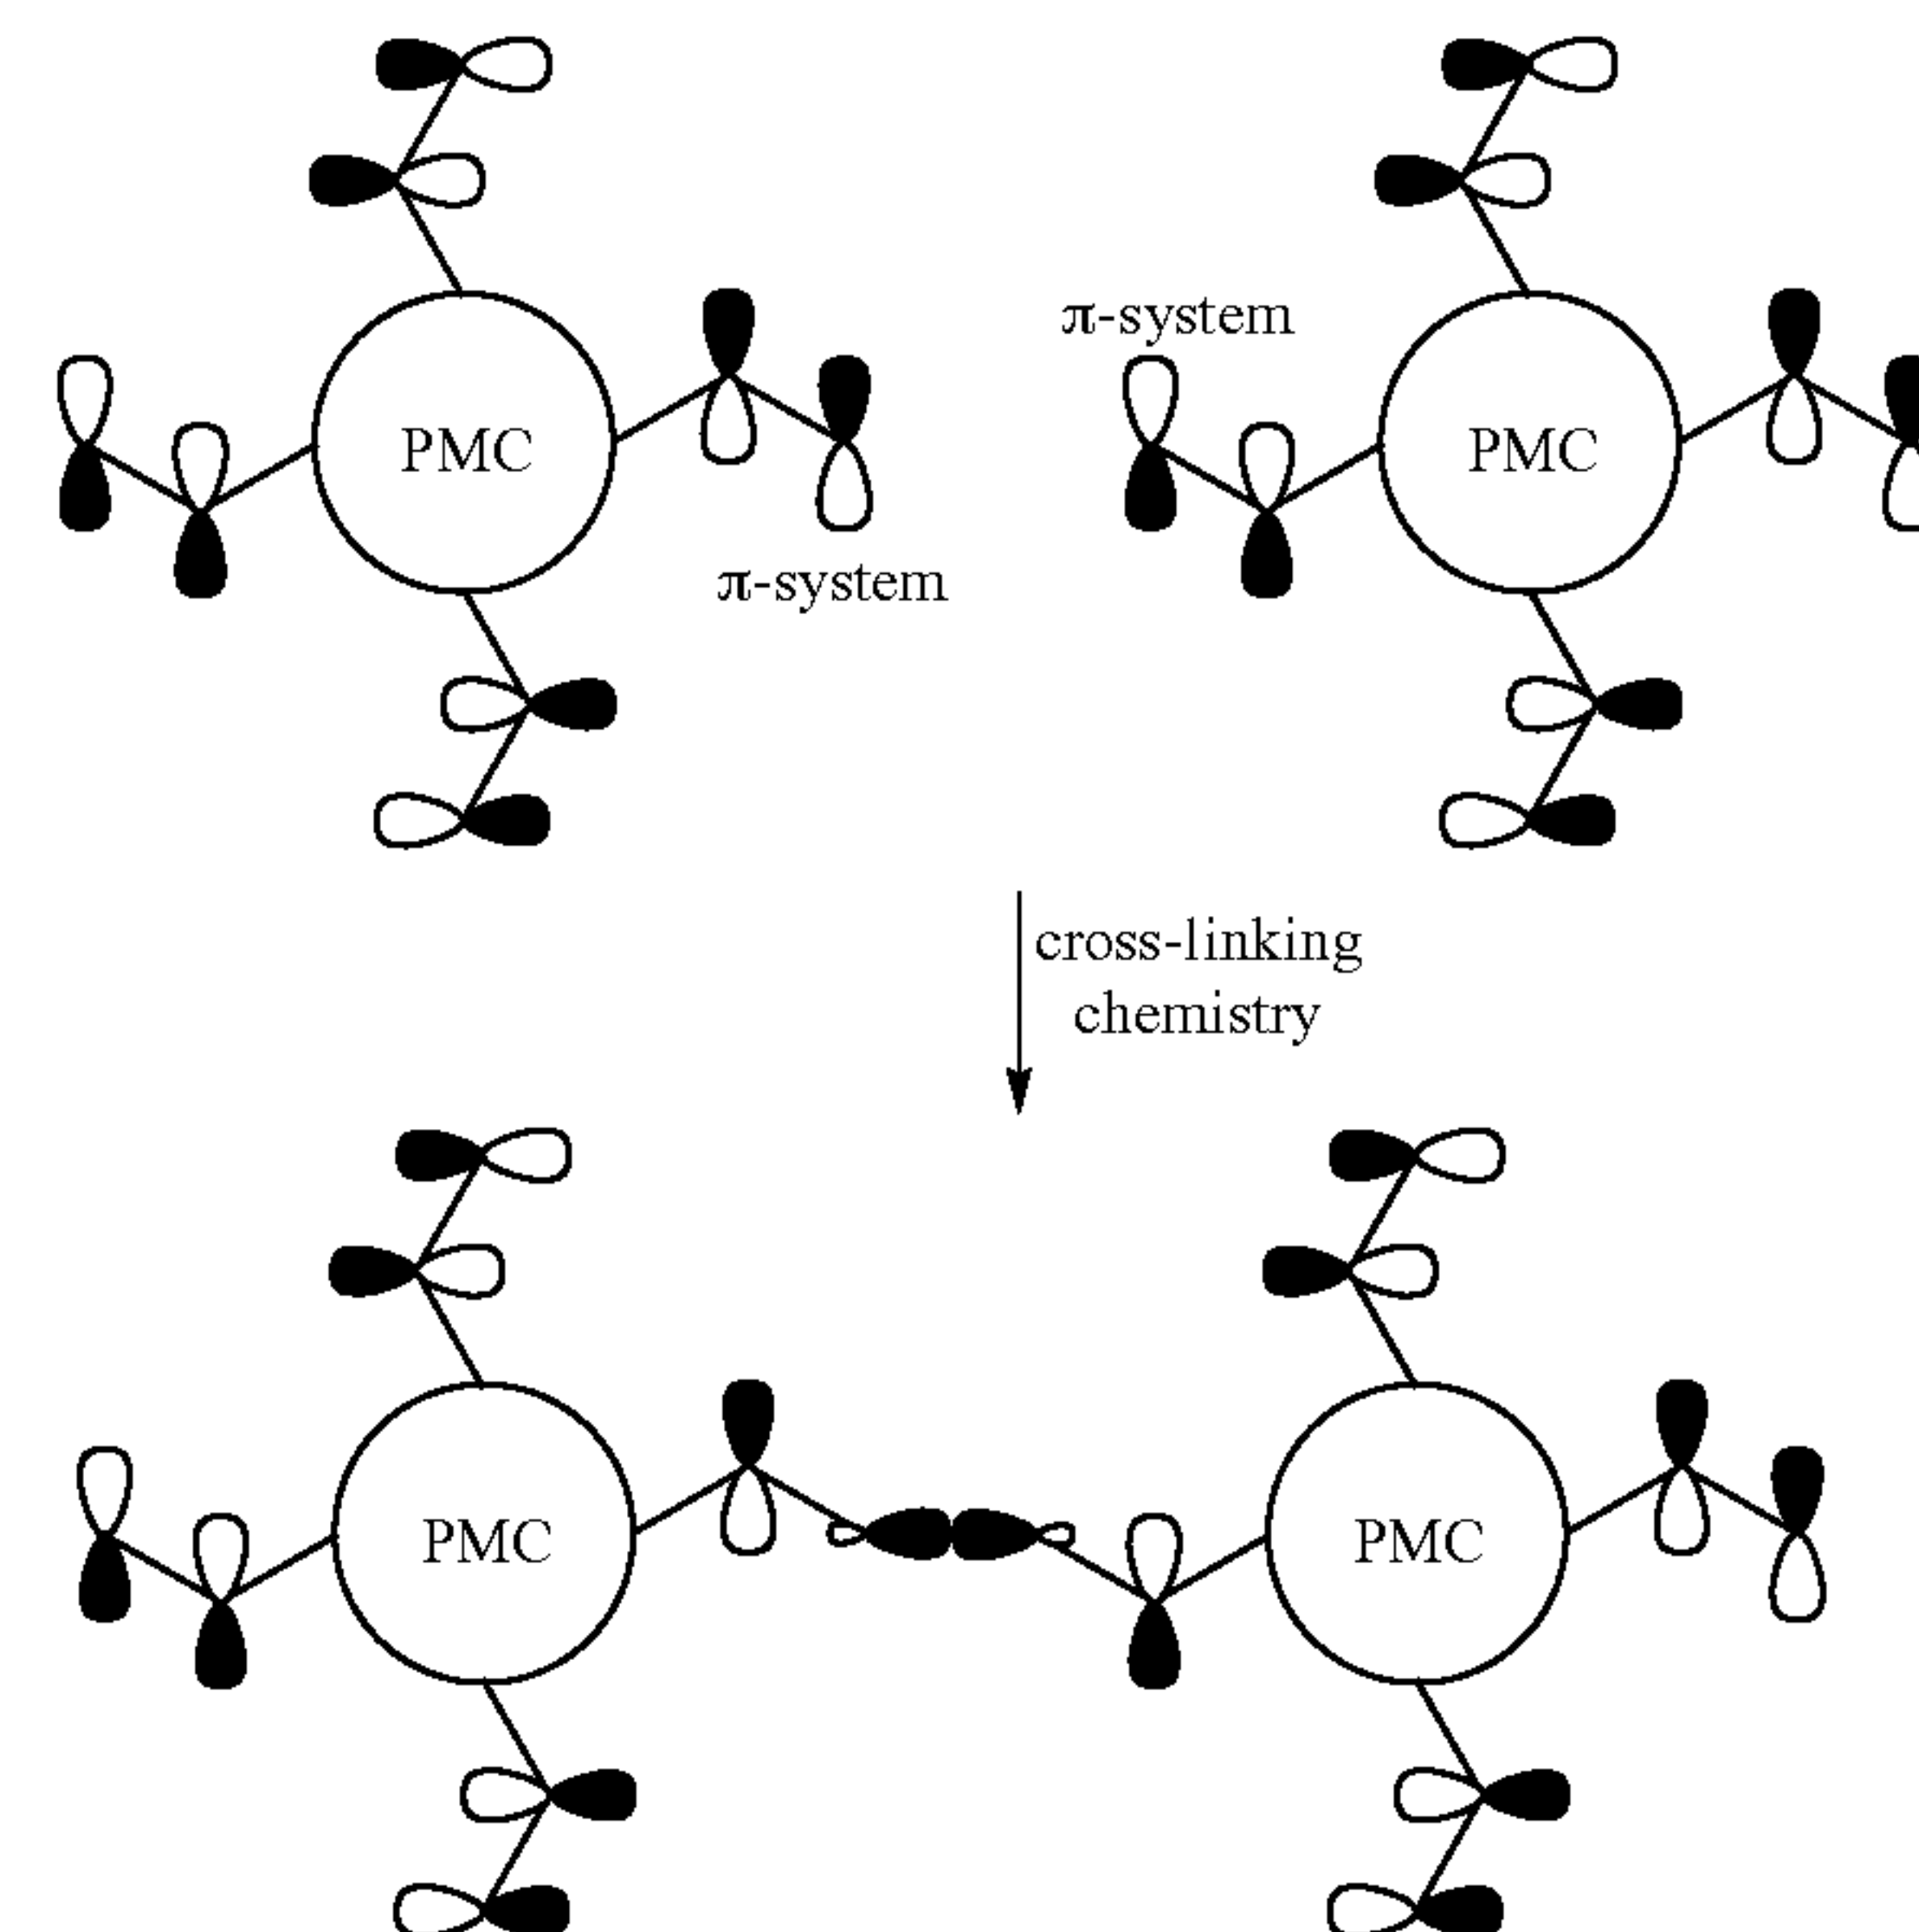 π-system
PMC
PMC
π-system
cross-linking
chemistry
PMC
PMC